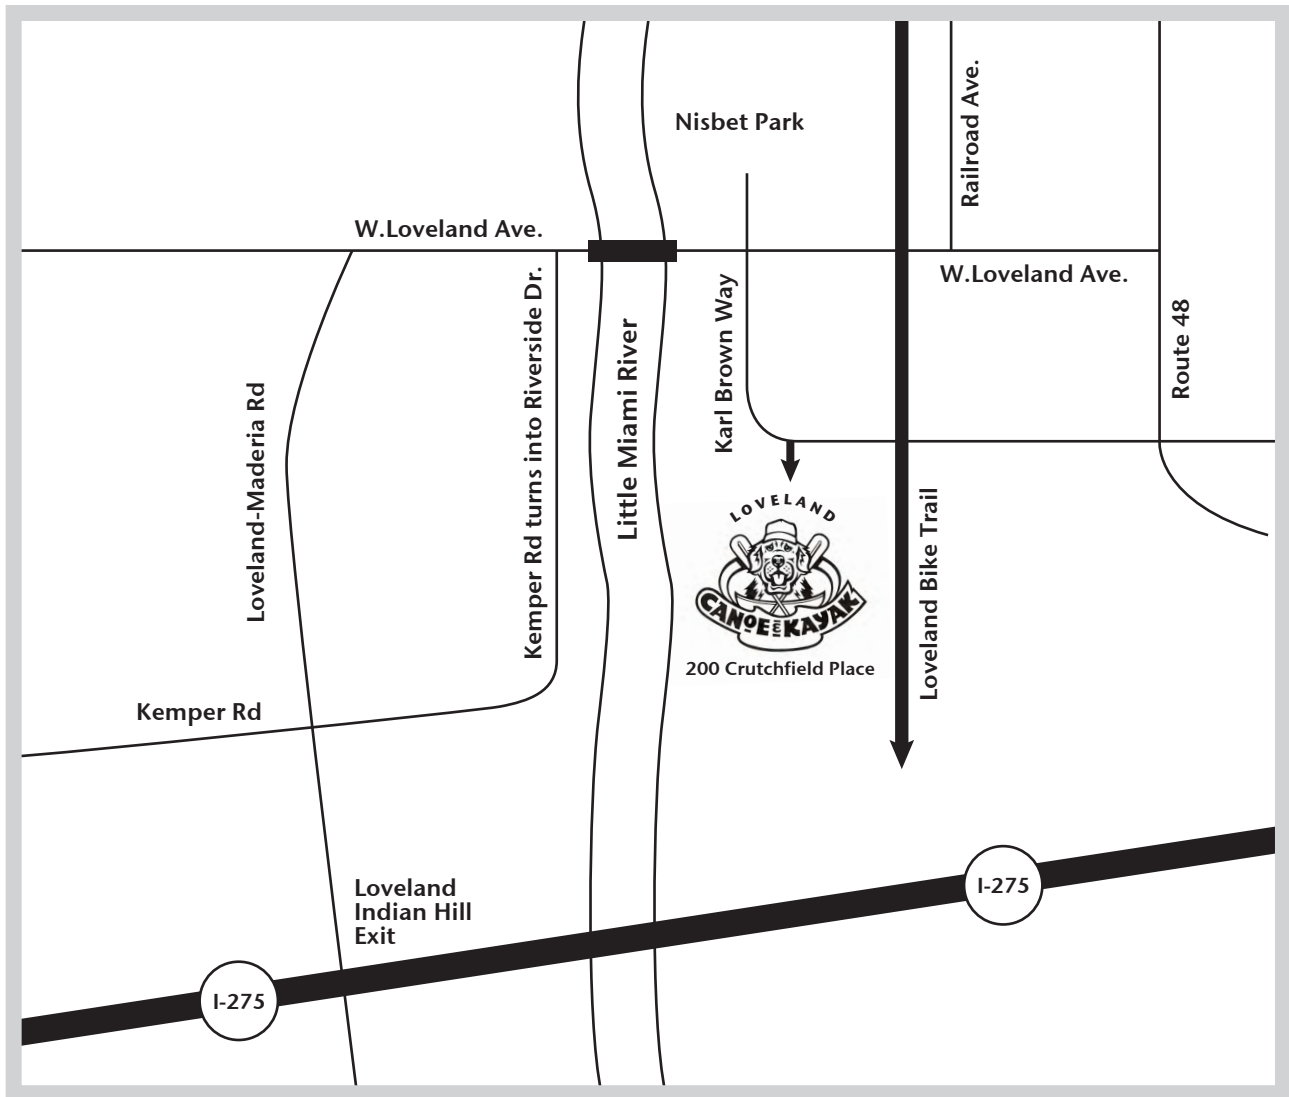 Nisbet Park
Railroad Ave.
W.Loveland Ave.
W.Loveland Ave.
Kemper Rd turns into Riverside Dr.
Little Miami River
Karl Brown Way
Route 48
Loveland-Maderia Rd
LOVELAND
CANOE & KAYAK
200 Crutchfield Place
Loveland Bike Trail
Kemper Rd
Loveland
Indian Hill
Exit
I-275
I-275